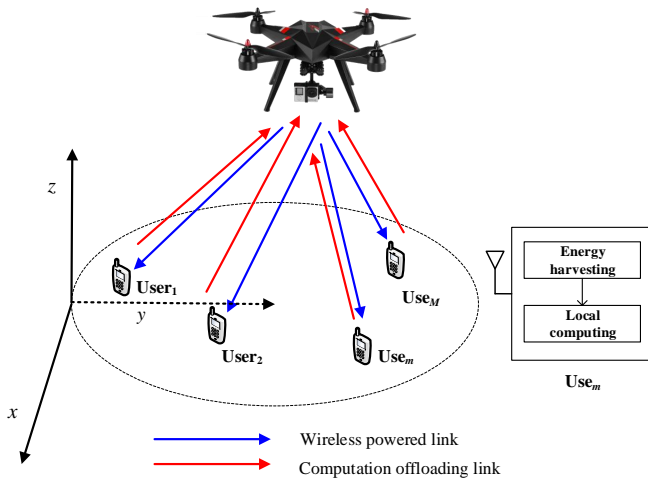 z
User1
y
User2
UseM
Usem
x
Energy
harvesting
Local
computing
Usem
Wireless powered link
Computation offloading link